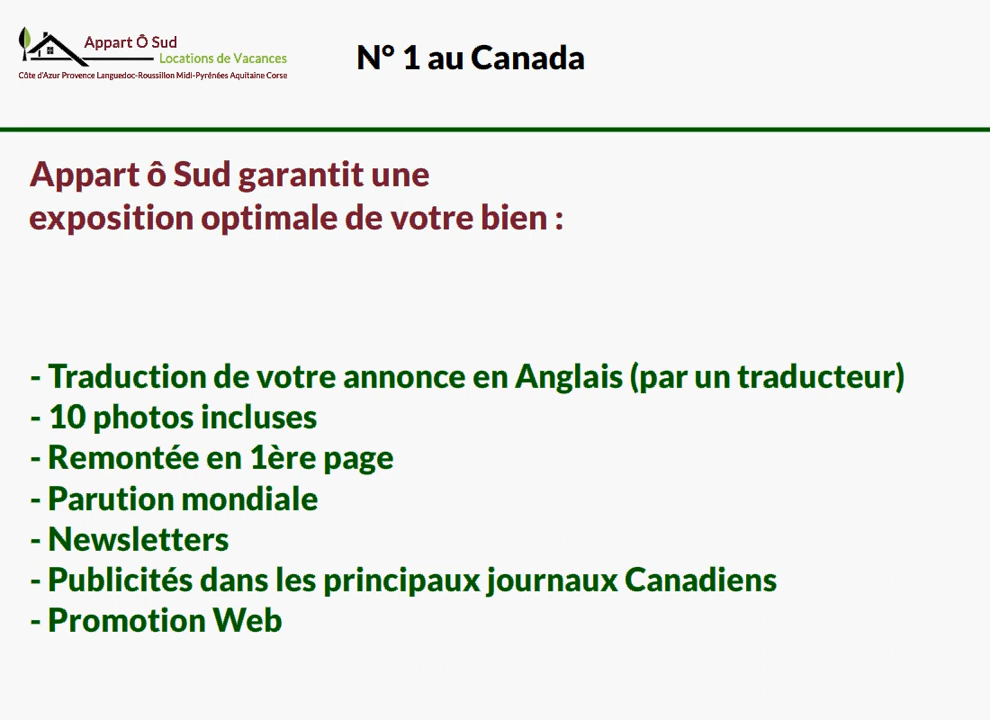 Appart Ô Sud
Locations de Vacances
Côte d'Azur Provence Languedoc-Roussillon Midi-Pyrénées Aquitaine Corse
N° 1 au Canada
Appart ô Sud garantit une
exposition optimale de votre bien :
- Traduction de votre annonce en Anglais (par un traducteur)
- 10 photos incluses
- Remontée en 1ère page
- Parution mondiale
- Newsletters
- Publicités dans les principaux journaux Canadiens
- Promotion Web